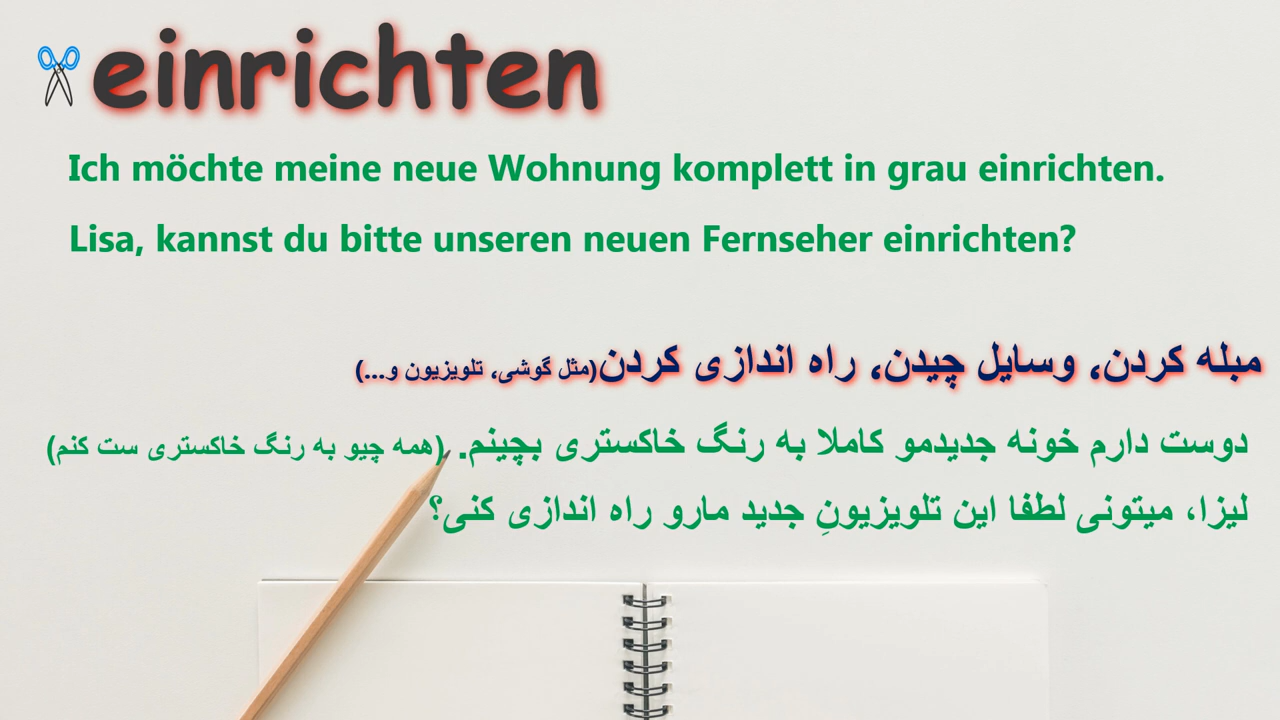 einrichten
Ich möchte meine neue Wohnung komplett in grau einrichten.
Lisa, kannst du bitte unseren neuen Fernseher einrichten?
مبله کردن، وسایل چیدن، راه اندازی کردن(مثل گوشی، تلویزیون و...)
دوست دارم خونه جدیدمو کاملا به رنگ خاکستری بچینم. (همه چیو به رنگ خاکستری ست کنم)
لیزا، میتونی لطفا این تلویزیونِ جدید مارو راه اندازی کنی؟